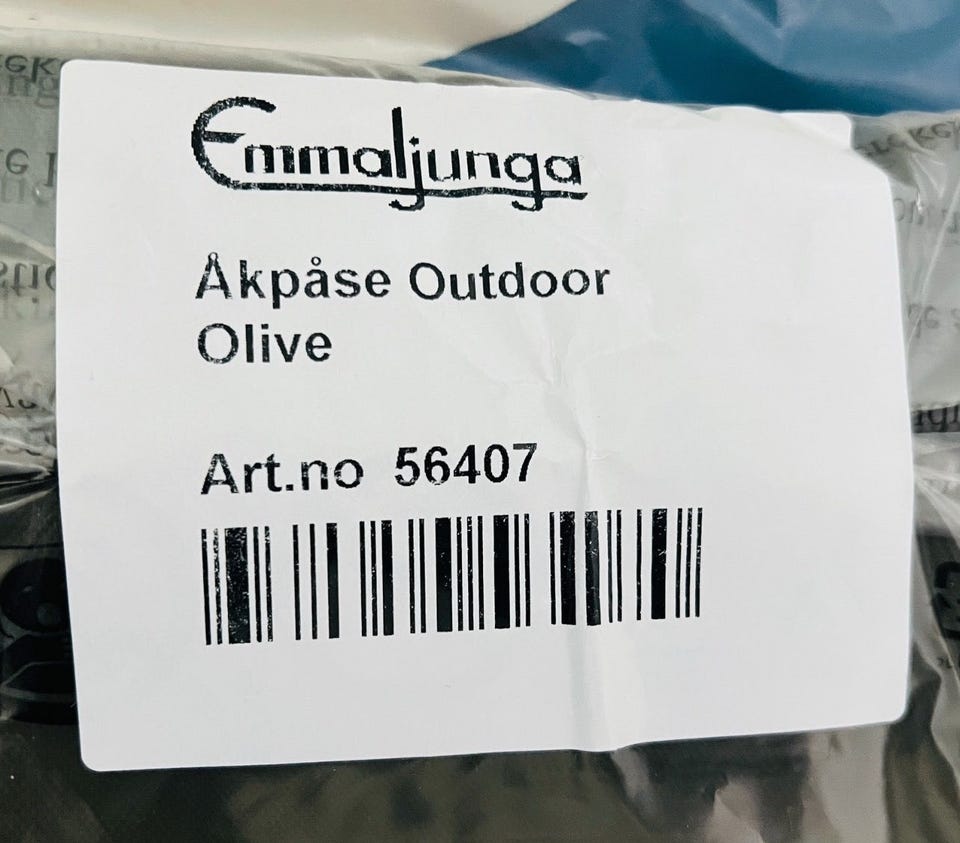 Emmaljunga
Åkpåse Outdoor
Olive
Art.no 56407